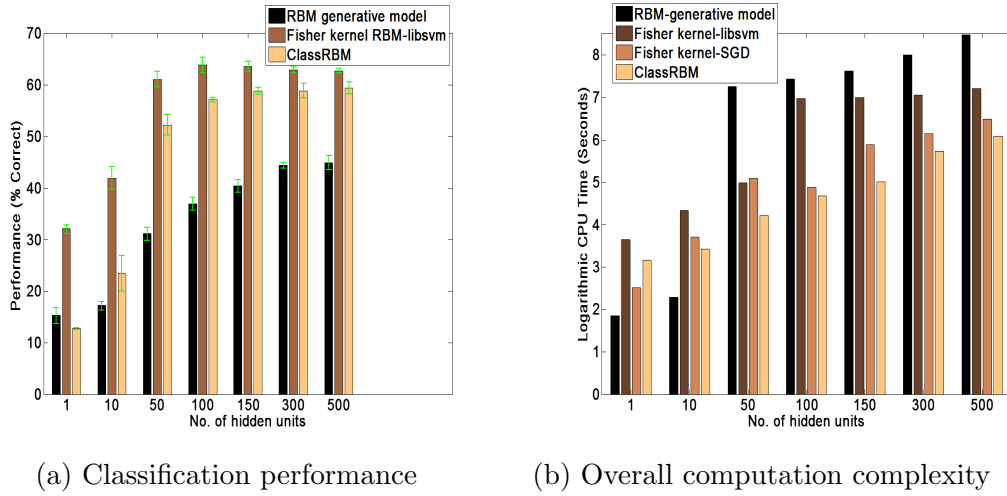 RBM generative model
Fisher kernel RBM-libsvm
ClassRBM
Performance (% Correct)
70
60
50
40
30
20
10
0
1 10 50 100 150 300 500
No. of hidden units
(a) Classification performance
RBM-generative model
Fisher kernel-libsvm
Fisher kernel-SGD
ClassRBM
Logarithmic CPU Time (Seconds)
8
7
6
5
4
3
2
1
0
1 10 50 100 150 300 500
No. of hidden units
(b) Overall computation complexity